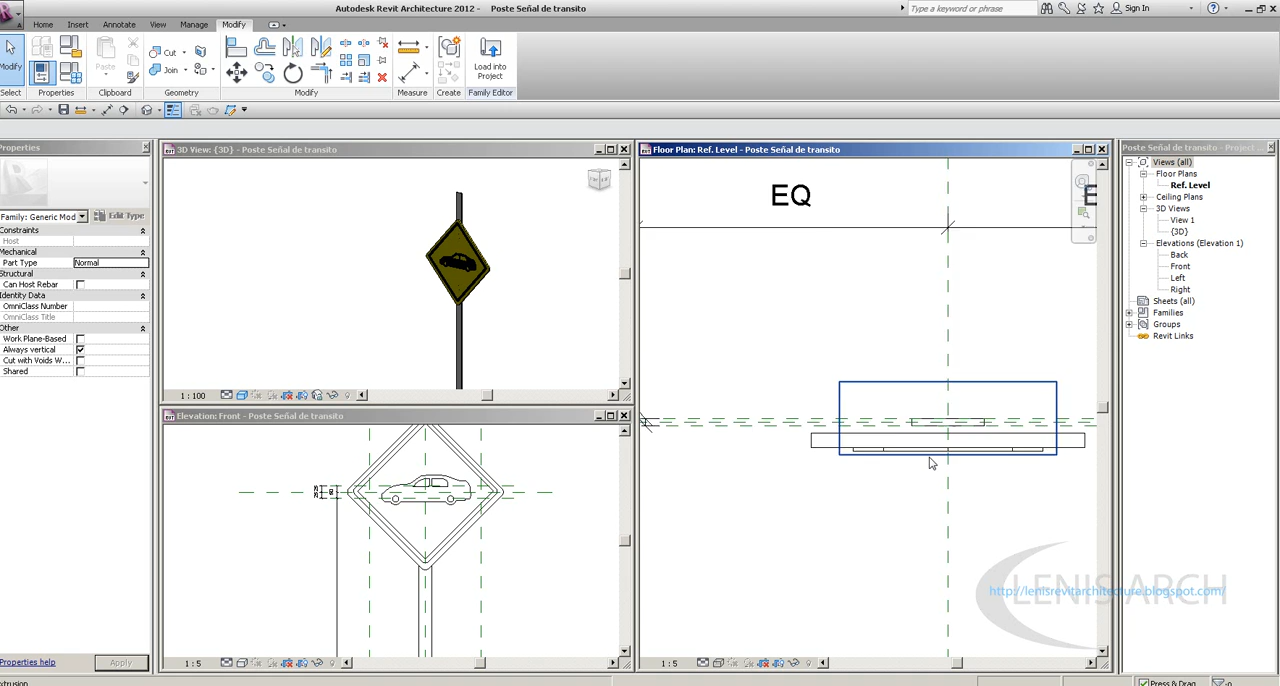 Autodesk Revit Architecture 2012 - Poste Señal de transito
Type a keyword or phrase
Sign In
Home Insert Annotate View Manage Modify
Modify
Paste
Cut
Join
Load into
Project
Select Properties Clipboard Geometry Modify Measure Create Family Editor
Properties
Family: Generic Mod
Edit Type
Constraints
Host
Mechanical
Part Type Normal
Structural
Can Host Rebar
Identity Data
OmniClass Number
OmniClass Title
Other
Work Plane-Based
Always vertical
Cut with Voids W...
Shared
Properties help
Apply
3D View: {3D} - Poste Señal de transito
1 : 100
Elevation: Front - Poste Señal de transito
1 : 5
Floor Plan: Ref. Level - Poste Señal de transito
EQ
E
1 : 5
Poste Señal de transito - Project ...
Views (all)
Floor Plans
Ref. Level
Ceiling Plans
3D Views
View 1
{3D}
Elevations (Elevation 1)
Back
Front
Left
Right
Sheets (all)
Families
Groups
Revit Links
LENIS ARCH
http://lenisrevitarchitecture.blogspot.com/
xtrusion
Press & Drag
:0